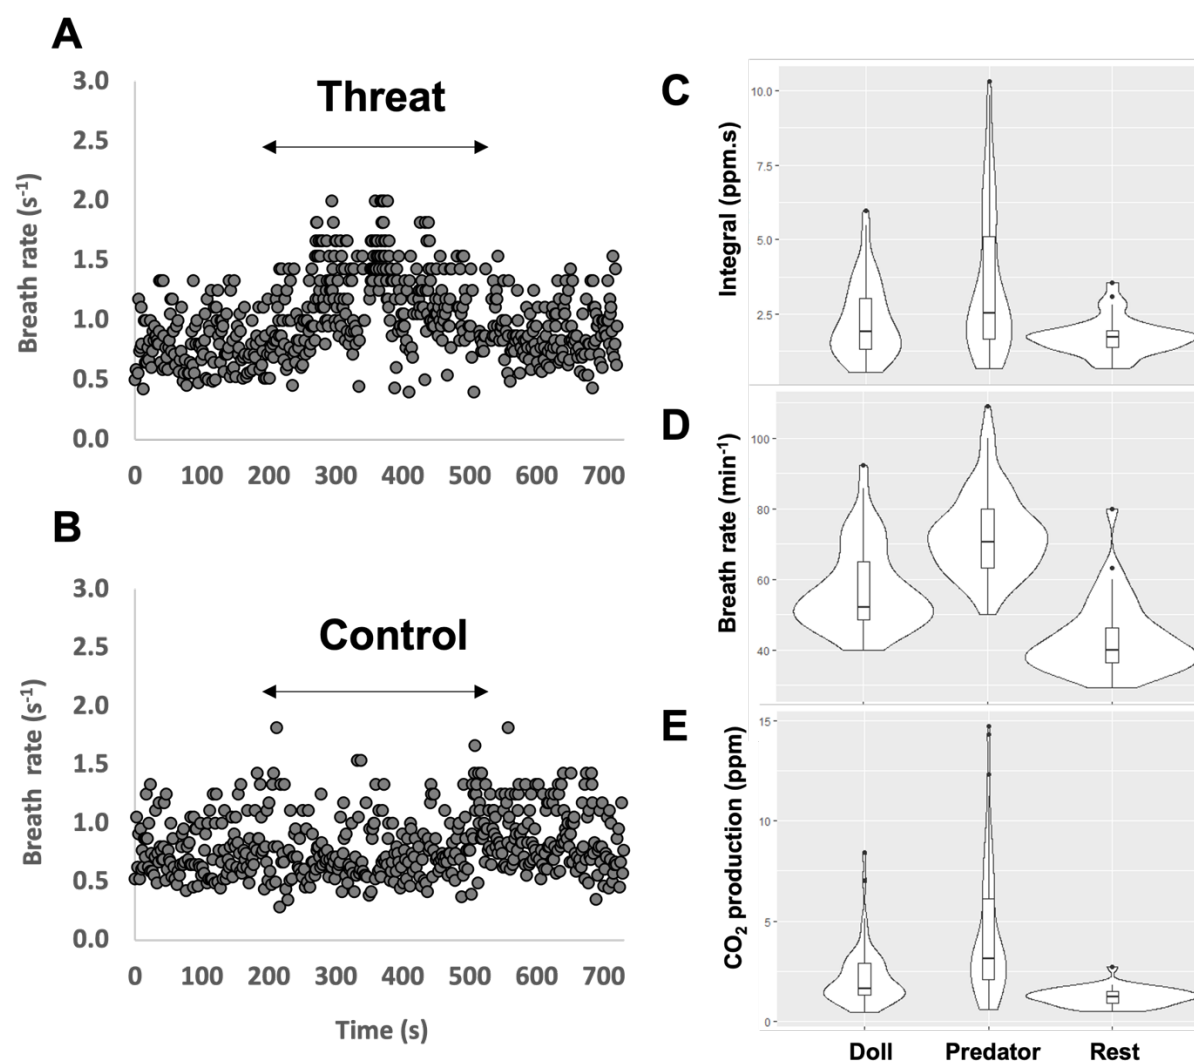 A
Threat
Breath rate (s⁻¹)
3.0
2.5
2.0
1.5
1.0
0.5
0.0
0 100 200 300 400 500 600 700
B
Control
Breath rate (s⁻¹)
3.0
2.5
2.0
1.5
1.0
0.5
0.0
0 100 200 300 400 500 600 700
Time (s)
C
Integral (ppm.s)
10.0
7.5
5.0
2.5
D
Breath rate (min⁻¹)
100
80
60
40
E
CO₂ production (ppm)
15
10
5
0
Doll Predator Rest